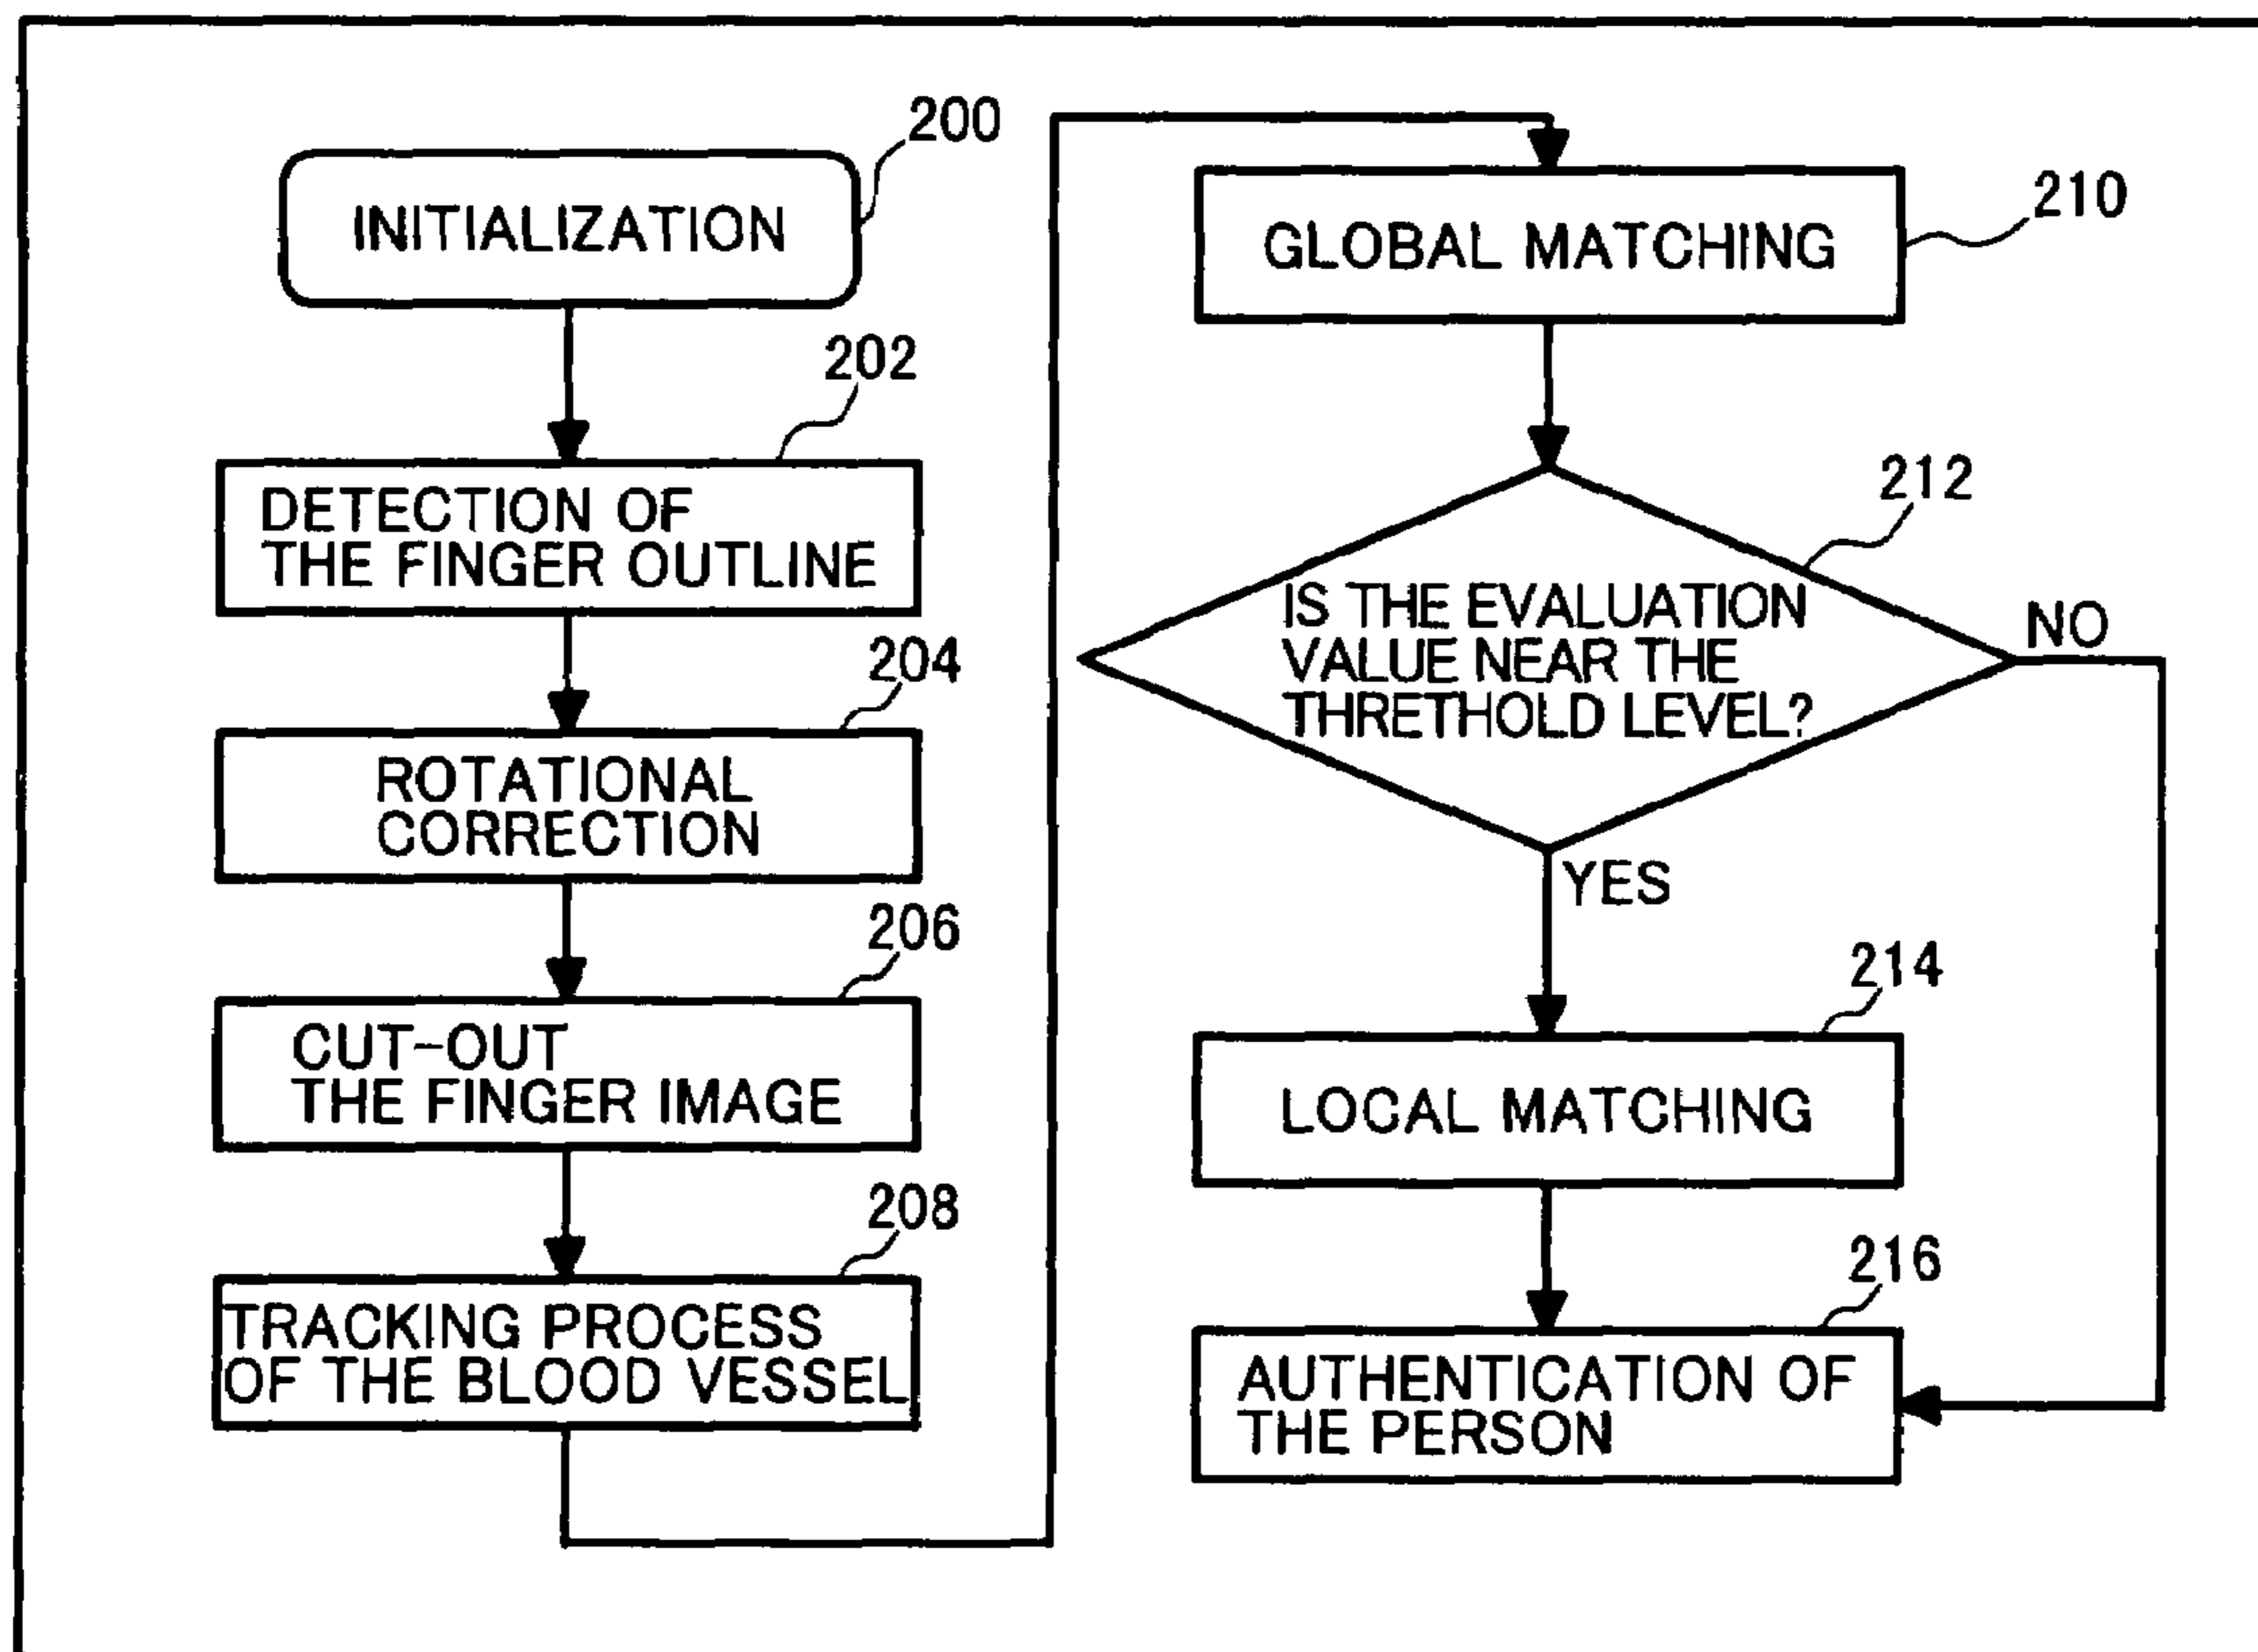 200
INITIALIZATION
202
DETECTION OF
THE FINGER OUTLINE
204
ROTATIONAL
CORRECTION
206
CUT-OUT
THE FINGER IMAGE
208
TRACKING PROCESS
OF THE BLOOD VESSEL
210
GLOBAL MATCHING
212
IS THE EVALUATION
VALUE NEAR THE
THRETHOLD LEVEL?
NO
YES
214
LOCAL MATCHING
216
AUTHENTICATION OF
THE PERSON